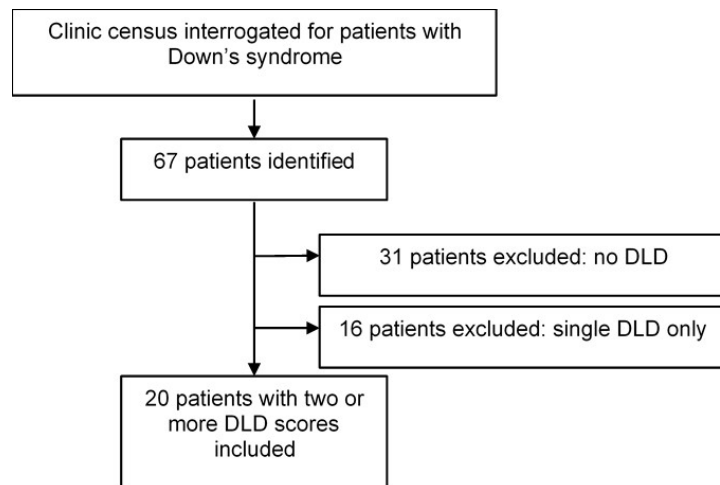 Clinic census interrogated for patients with
Down's syndrome
67 patients identified
31 patients excluded: no DLD
16 patients excluded: single DLD only
20 patients with two or
more DLD scores
included